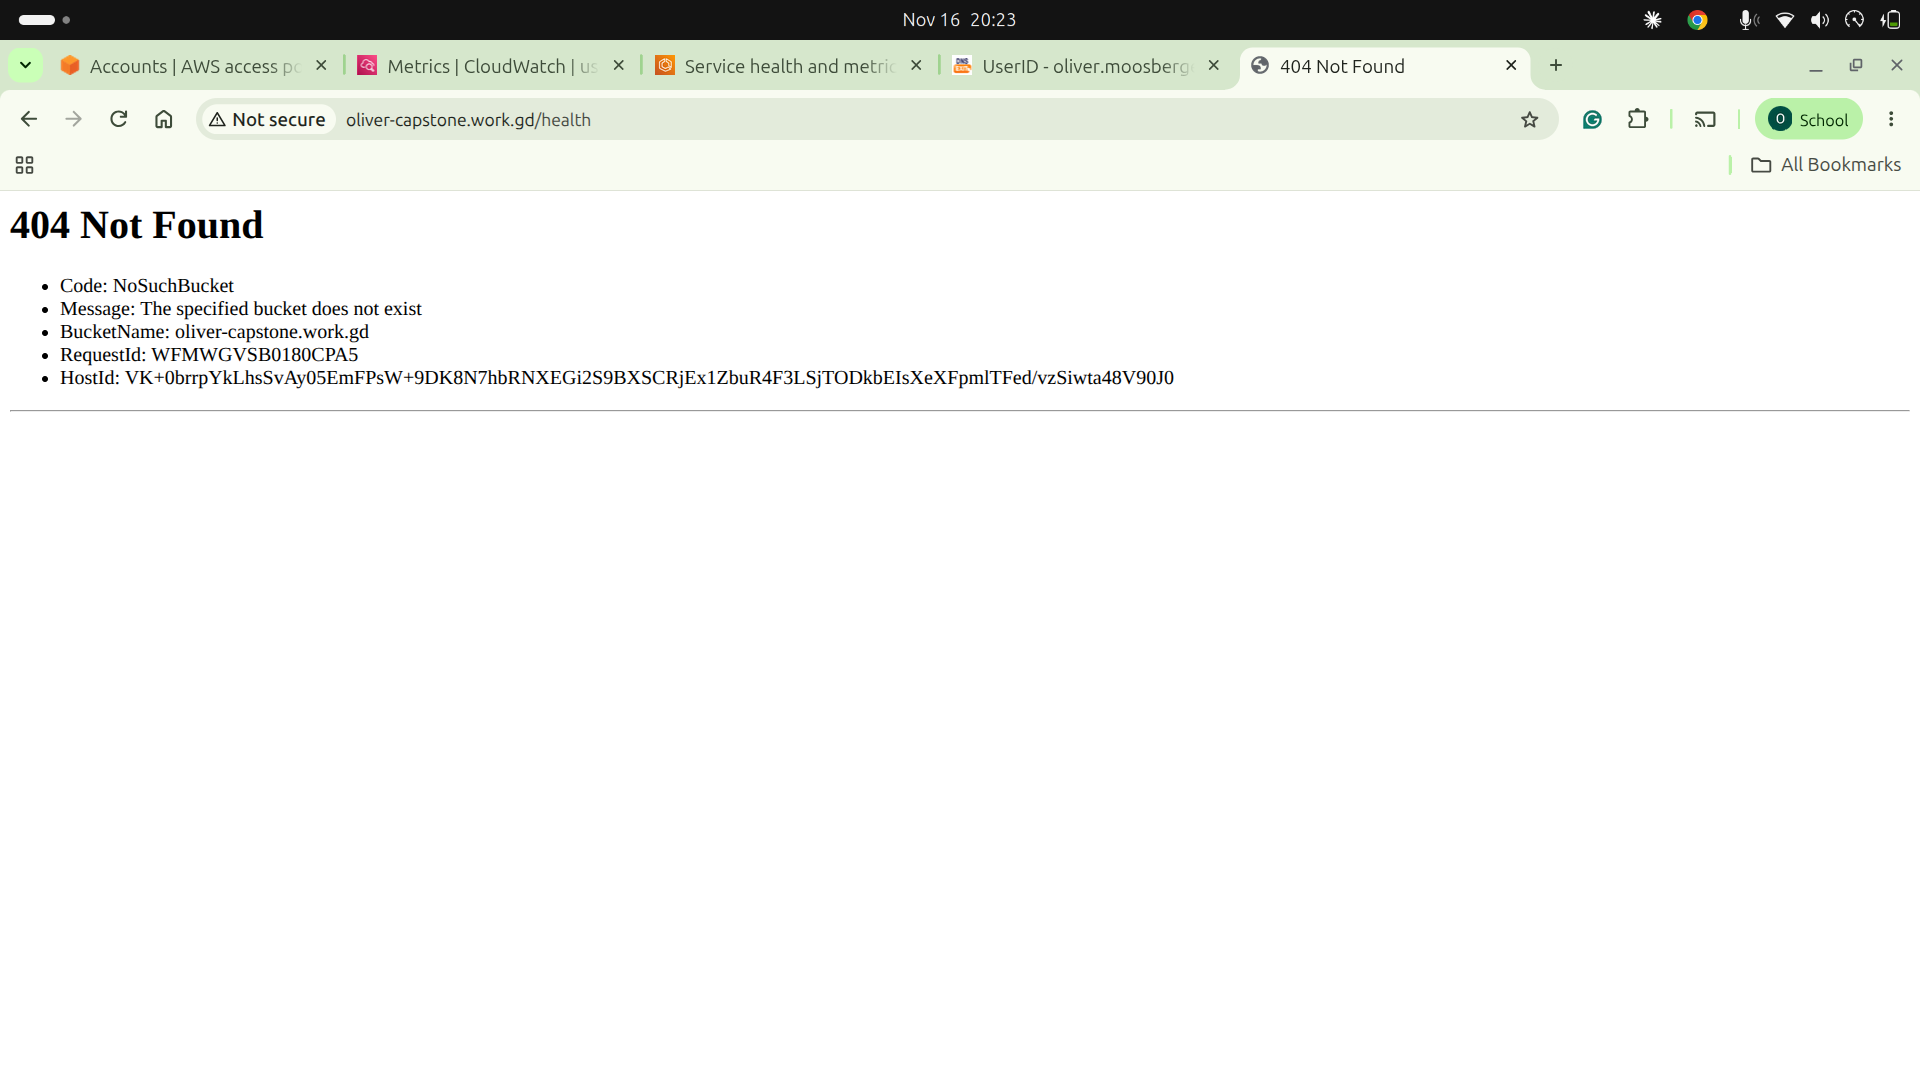 Nov 16 20:23
Accounts | AWS access po
Metrics | CloudWatch | us
Service health and metric
UserID - oliver.moosberge
404 Not Found
Not secure
oliver-capstone.work.gd/health
O School
All Bookmarks
404 Not Found
Code: NoSuchBucket
Message: The specified bucket does not exist
BucketName: oliver-capstone.work.gd
RequestId: WFMWGVSB0180CPA5
HostId: VK+0brrpYkLhsSvAy05EmFPsW+9DK8N7hbRNXEGi2S9BXSCRjEx1ZbuR4F3LSjTODkbEIsXeXFpmlTFed/vzSiwta48V90J0